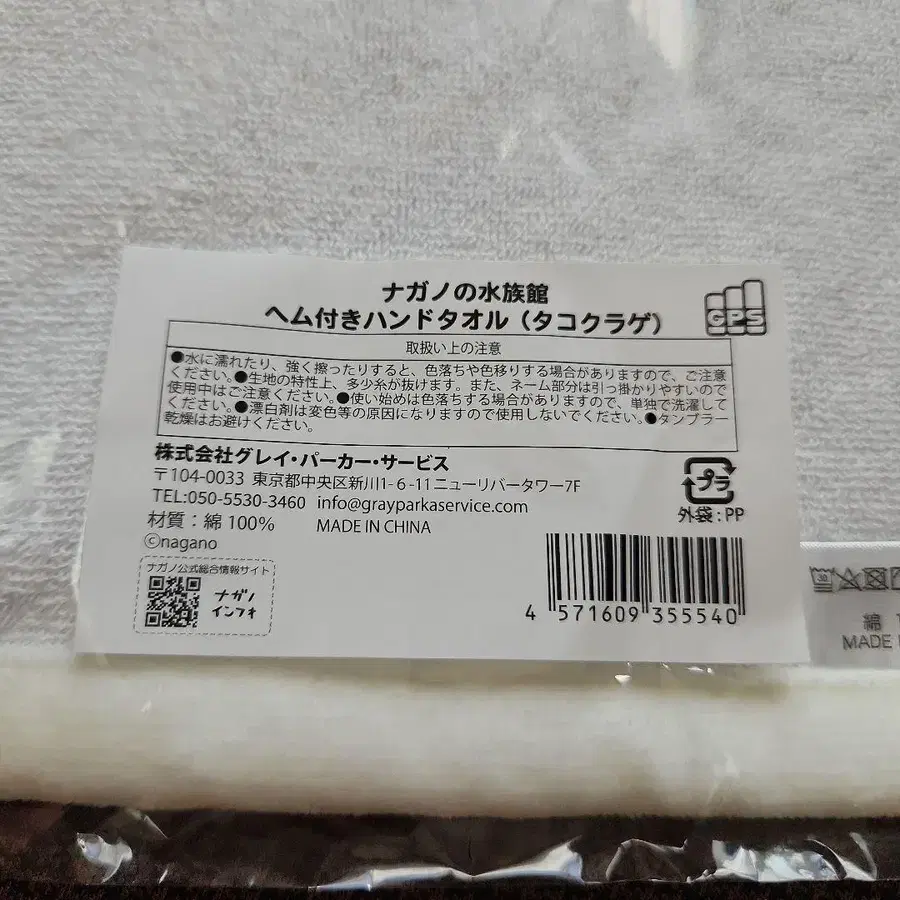 ナガノの水族館
ヘム付きハンドタオル（タコクラゲ）
GPS
取扱い上の注意
●水に濡れたり、強く擦ったりすると、色落ちや色移りする場合がありますので、ご注意
ください。●生地の特性上、多少糸が抜けます。また、ネーム部分は引っ掛かりやすいので
使用中はご注意ください。●使い始めは色落ちする場合がありますので、単独で洗濯して
ください。●漂白剤は変色等の原因になりますので使用しないでください。●タンブラー
乾燥はお避けください。
株式会社グレイ・パーカー・サービス
〒104-0033 東京都中央区新川1-6-11ニューリバータワー7F
TEL:050-5530-3460 info@grayparkaservice.com
材質：綿 100% MADE IN CHINA
©nagano
プラ
外袋：PP
ナガノ公式総合情報サイト
ナガノ
インフォ
4 571609 355540
30
綿
MADE